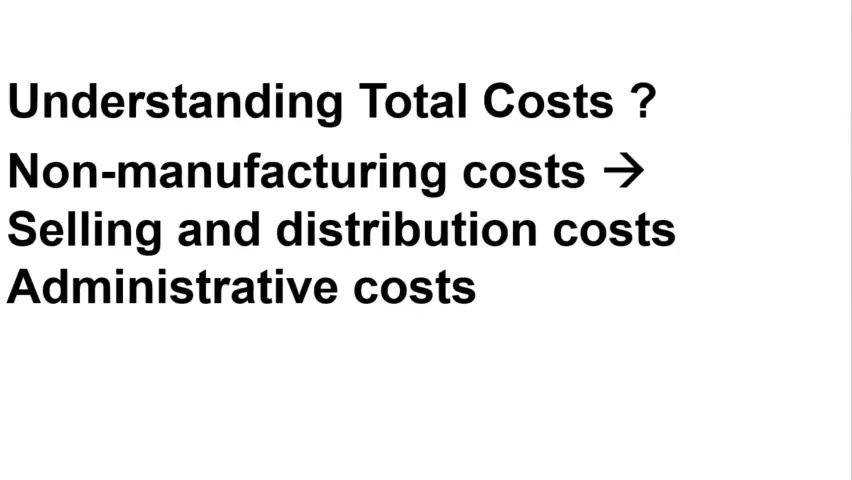 Understanding Total Costs ?
Non-manufacturing costs →
Selling and distribution costs
Administrative costs